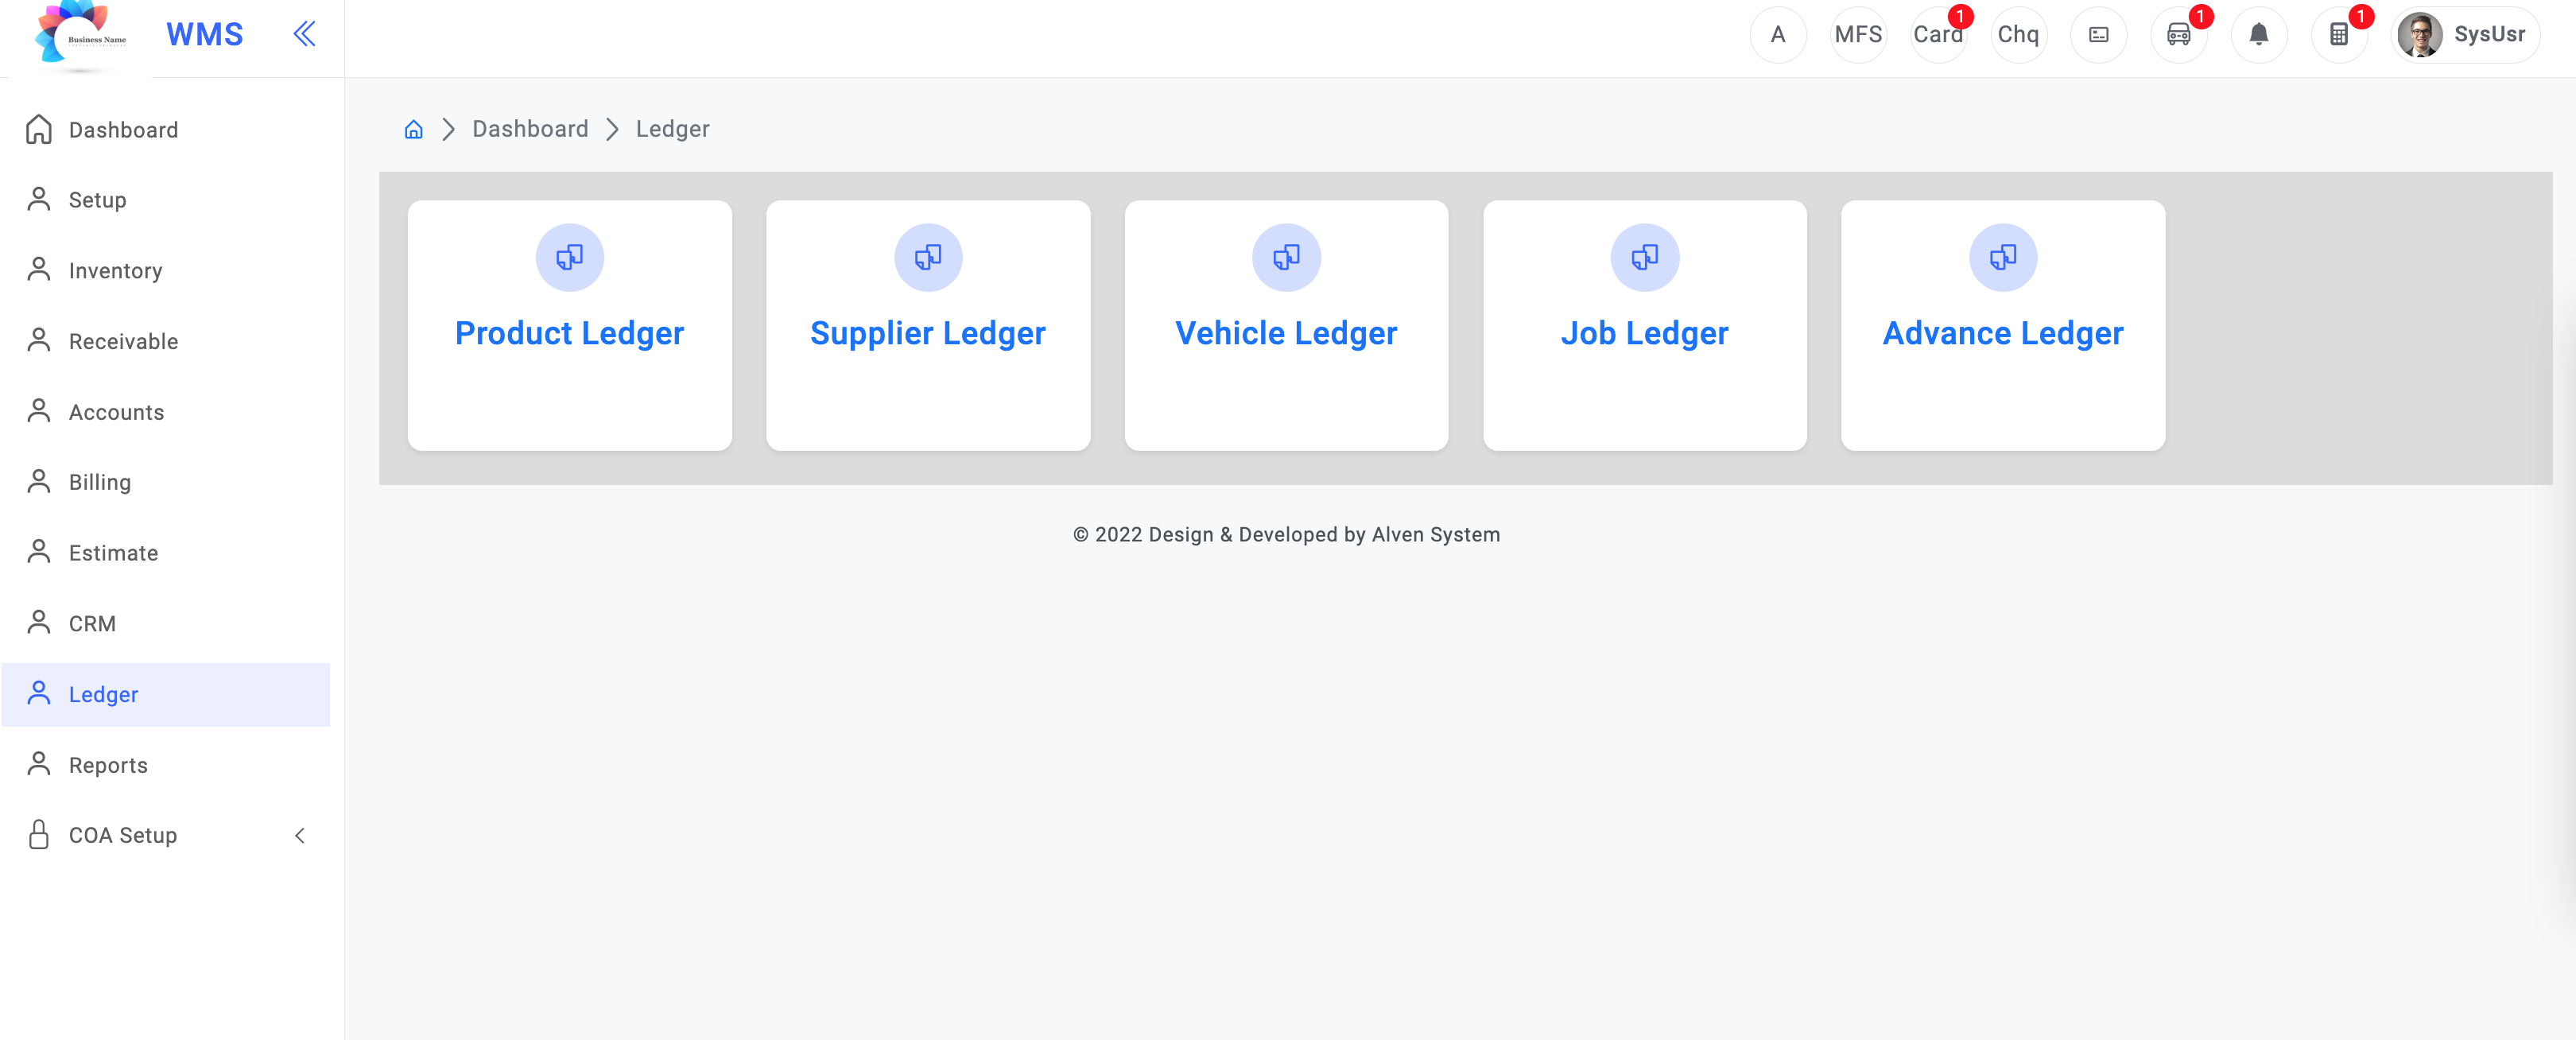 Business Name
WMS
A
MFS
Card
1
Chq
1
1
SysUsr
Dashboard
Setup
Inventory
Receivable
Accounts
Billing
Estimate
CRM
Ledger
Reports
COA Setup
Dashboard
Ledger
Product Ledger
Supplier Ledger
Vehicle Ledger
Job Ledger
Advance Ledger
© 2022 Design & Developed by Alven System